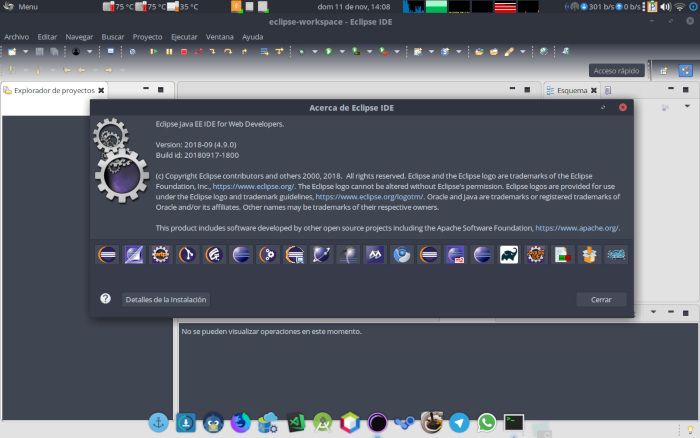 Menu
75 °C 75 °C 35 °C
dom 11 de nov, 14:08
301 b/s 0 b/s
eclipse-workspace - Eclipse IDE
Archivo Editar Navegar Buscar Proyecto Ejecutar Ventana Ayuda
Acceso rápido
Explorador de proyectos
Esquema
Acerca de Eclipse IDE
Eclipse Java EE IDE for Web Developers.
Version: 2018-09 (4.9.0)
Build id: 20180917-1800
(c) Copyright Eclipse contributors and others 2000, 2018.  All rights reserved. Eclipse and the Eclipse logo are trademarks of the Eclipse
Foundation, Inc., https://www.eclipse.org/. The Eclipse logo cannot be altered without Eclipse's permission. Eclipse logos are provided for use
under the Eclipse logo and trademark guidelines, https://www.eclipse.org/logotm/. Oracle and Java are trademarks or registered trademarks of
Oracle and/or its affiliates. Other names may be trademarks of their respective owners.
This product includes software developed by other open source projects including the Apache Software Foundation, https://www.apache.org/.
Detalles de la Instalación
Cerrar
No se pueden visualizar operaciones en este momento.